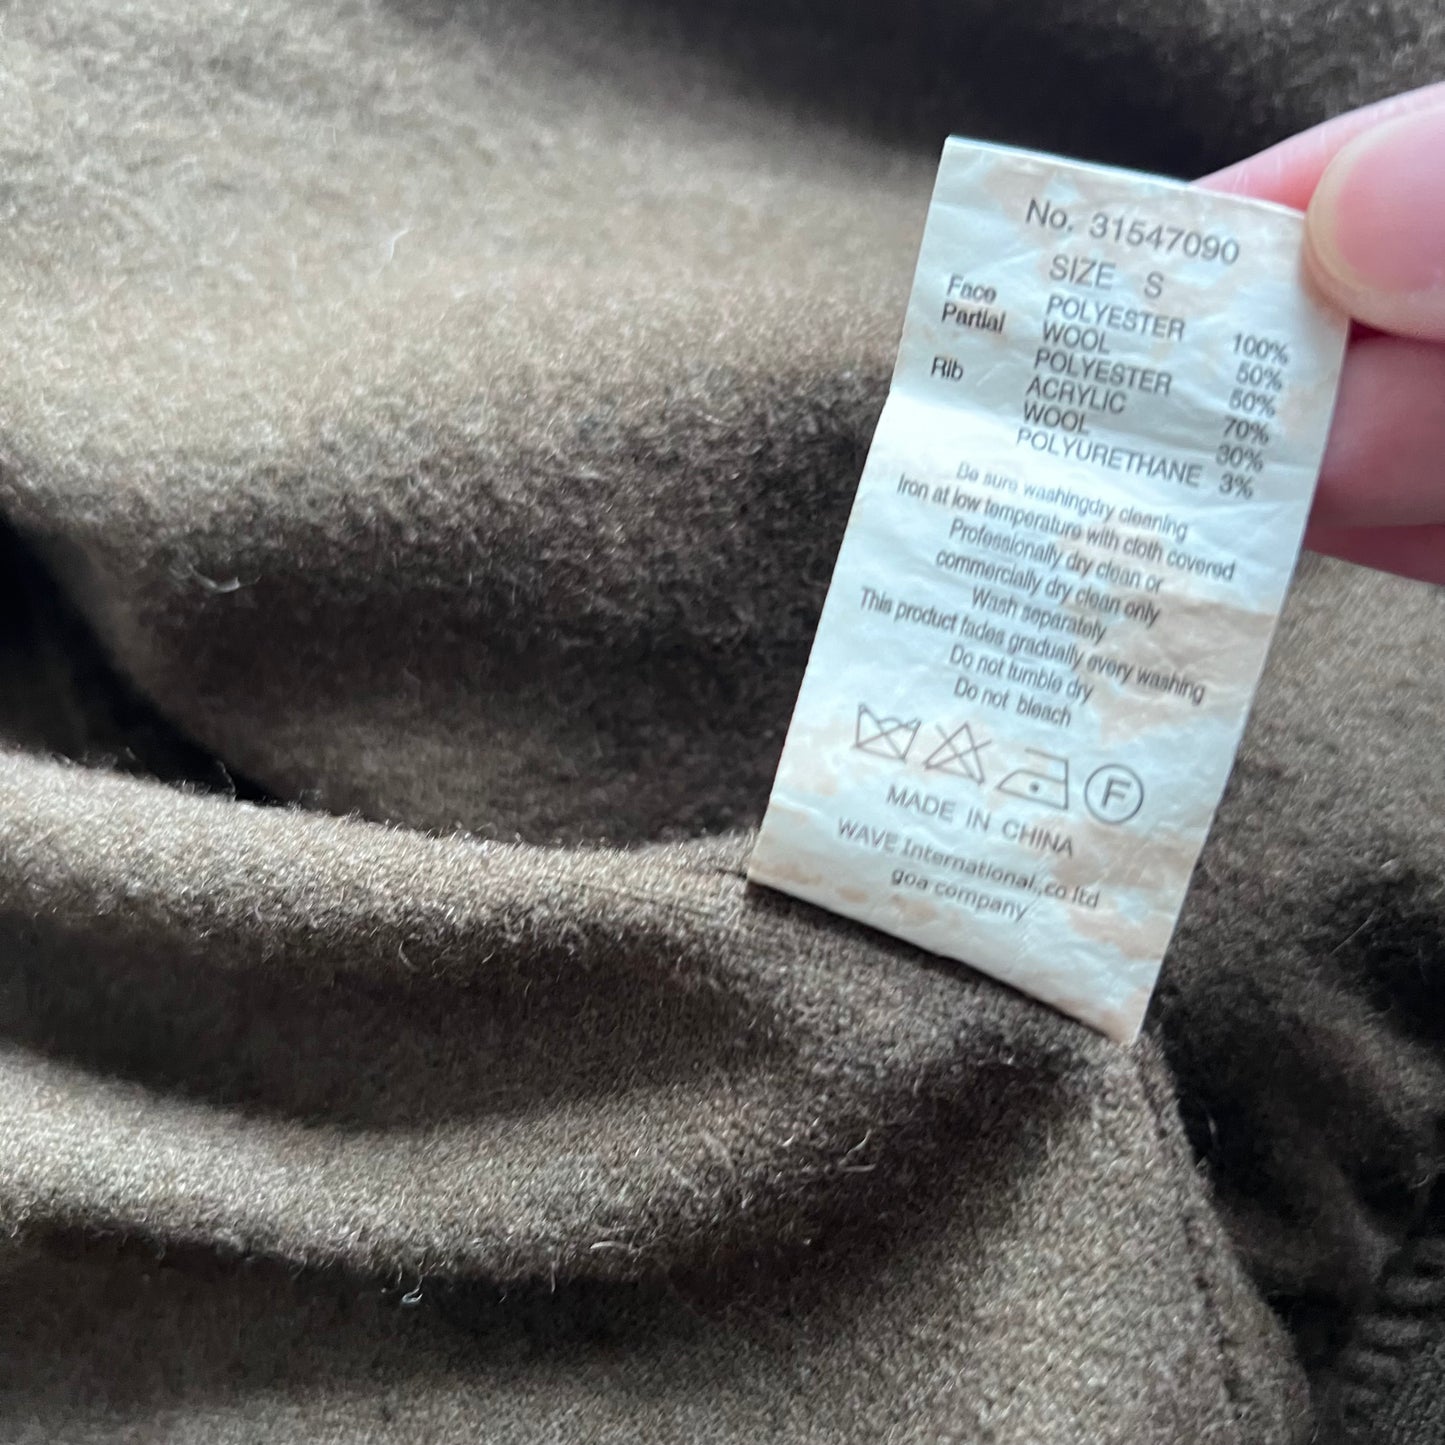 No. 31547090
SIZE S
Face POLYESTER 100%
Partial WOOL 50%
POLYESTER 50%
Rib ACRYLIC 70%
WOOL 30%
POLYURETHANE 3%
Be sure washingdry cleaning
Iron at low temperature with cloth covered
Professionally dry clean or
commercially dry clean only
Wash separately
This product fades gradually every washing
Do not tumble dry
Do not bleach
F
MADE IN CHINA
WAVE International,.co.ltd
goa company